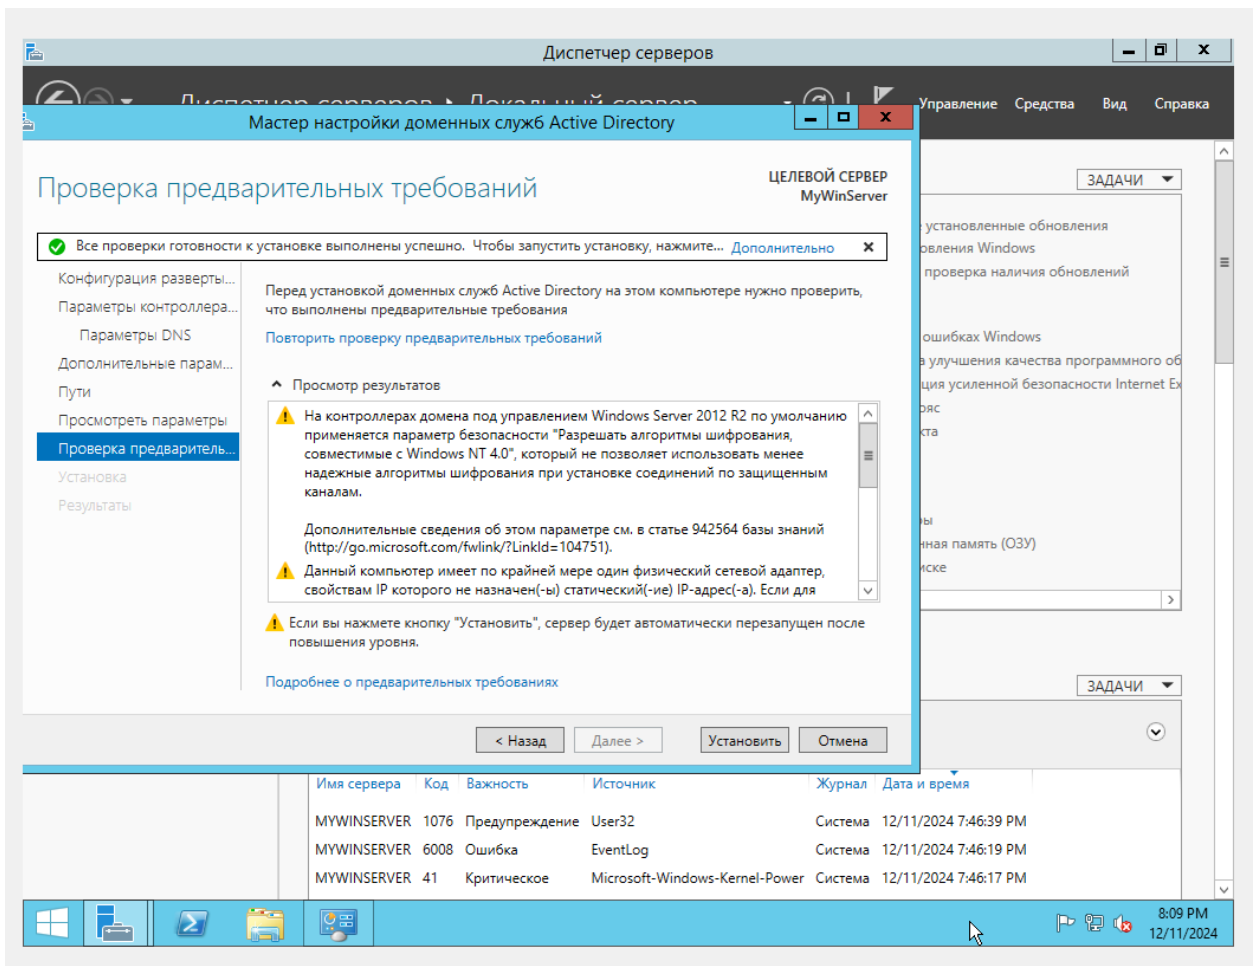 Диспетчер серверов
Диспетчер серверов Локальный сервер
Управление Средства Вид Справка
Мастер настройки доменных служб Active Directory
Проверка предварительных требований
ЦЕЛЕВОЙ СЕРВЕР
MyWinServer
Все проверки готовности к установке выполнены успешно. Чтобы запустить установку, нажмите... Дополнительно
Конфигурация разверты...
Параметры контроллера...
Параметры DNS
Дополнительные парам...
Пути
Просмотреть параметры
Проверка предваритель...
Установка
Результаты
Перед установкой доменных служб Active Directory на этом компьютере нужно проверить,
что выполнены предварительные требования
Повторить проверку предварительных требований
Просмотр результатов
На контроллерах домена под управлением Windows Server 2012 R2 по умолчанию
применяется параметр безопасности "Разрешать алгоритмы шифрования,
совместимые с Windows NT 4.0", который не позволяет использовать менее
надежные алгоритмы шифрования при установке соединений по защищенным
каналам.
Дополнительные сведения об этом параметре см. в статье 942564 базы знаний
(http://go.microsoft.com/fwlink/?LinkId=104751).
Данный компьютер имеет по крайней мере один физический сетевой адаптер,
свойствам IP которого не назначен(-ы) статический(-ие) IP-адрес(-а). Если для
Если вы нажмете кнопку "Установить", сервер будет автоматически перезапущен после
повышения уровня.
Подробнее о предварительных требованиях
< Назад Далее > Установить Отмена
ЗАДАЧИ
установленные обновления
овления Windows
проверка наличия обновлений
ошибках Windows
улучшения качества программного об
ция усиленной безопасности Internet Ex
ояс
кта
ры
нная память (ОЗУ)
иске
ЗАДАЧИ
Имя сервера Код Важность Источник Журнал Дата и время
MYWINSERVER 1076 Предупреждение User32 Система 12/11/2024 7:46:39 PM
MYWINSERVER 6008 Ошибка EventLog Система 12/11/2024 7:46:19 PM
MYWINSERVER 41 Критическое Microsoft-Windows-Kernel-Power Система 12/11/2024 7:46:17 PM
8:09 PM
12/11/2024